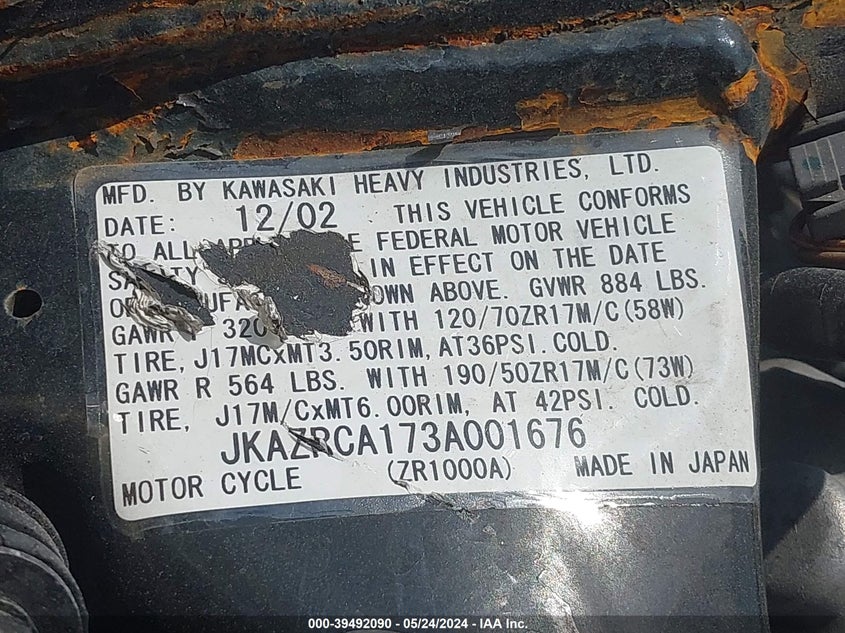 MFD. BY KAWASAKI HEAVY INDUSTRIES, LTD.
DATE: 12/02 THIS VEHICLE CONFORMS
TO ALL FEDERAL MOTOR VEHICLE
IN EFFECT ON THE DATE
OWN ABOVE. GVWR 884 LBS.
GAWR 320 WITH 120/70ZR17M/C(58W)
TIRE, J17MCxMT3.50RIM, AT36PSI.COLD.
GAWR R 564 LBS. WITH 190/50ZR17M/C(73W)
TIRE, J17M/CxMT6.00RIM, AT 42PSI. COLD.
JKAZRCA173A001676
MOTOR CYCLE (ZR1000A) MADE IN JAPAN
000-39492090 - 05/24/2024 - IAA Inc.